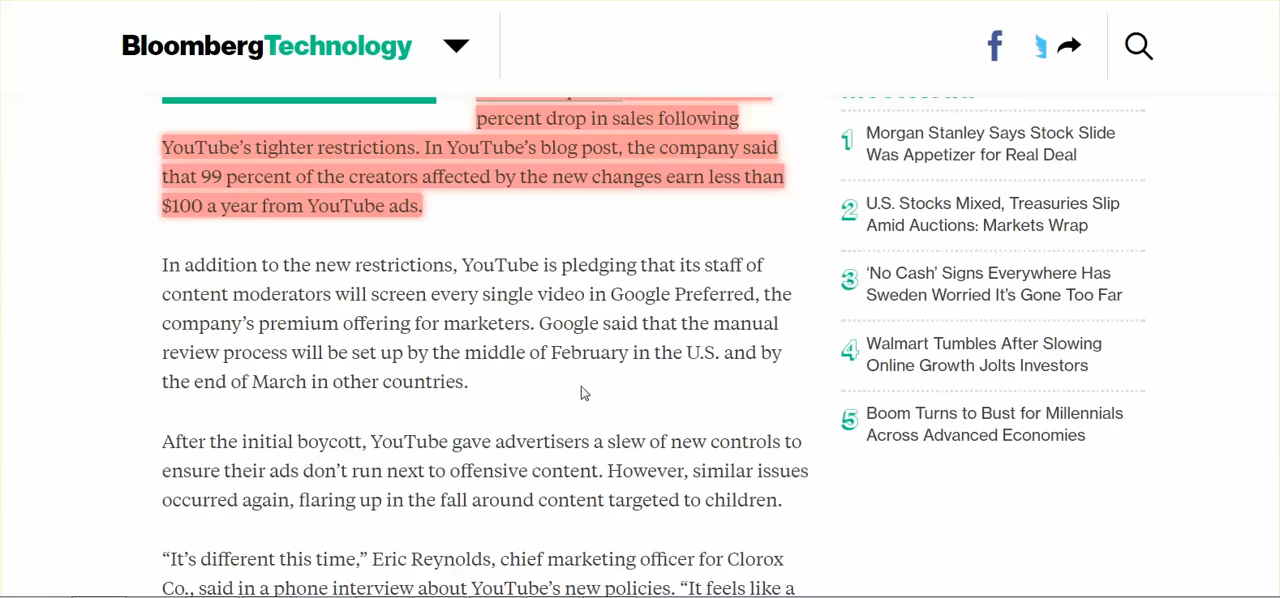 BloombergTechnology
percent drop in sales following
YouTube’s tighter restrictions. In YouTube’s blog post, the company said
that 99 percent of the creators affected by the new changes earn less than
$100 a year from YouTube ads.
In addition to the new restrictions, YouTube is pledging that its staff of
content moderators will screen every single video in Google Preferred, the
company’s premium offering for marketers. Google said that the manual
review process will be set up by the middle of February in the U.S. and by
the end of March in other countries.
After the initial boycott, YouTube gave advertisers a slew of new controls to
ensure their ads don’t run next to offensive content. However, similar issues
occurred again, flaring up in the fall around content targeted to children.
“It’s different this time,” Eric Reynolds, chief marketing officer for Clorox
Co., said in a phone interview about YouTube’s new policies. “It feels like a
1 Morgan Stanley Says Stock Slide
Was Appetizer for Real Deal
2 U.S. Stocks Mixed, Treasuries Slip
Amid Auctions: Markets Wrap
3 ‘No Cash’ Signs Everywhere Has
Sweden Worried It’s Gone Too Far
4 Walmart Tumbles After Slowing
Online Growth Jolts Investors
5 Boom Turns to Bust for Millennials
Across Advanced Economies